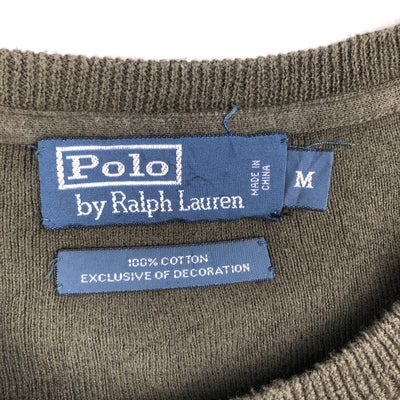 Polo
by Ralph Lauren
MADE IN
CHINA
M
100% COTTON
EXCLUSIVE OF DECORATION